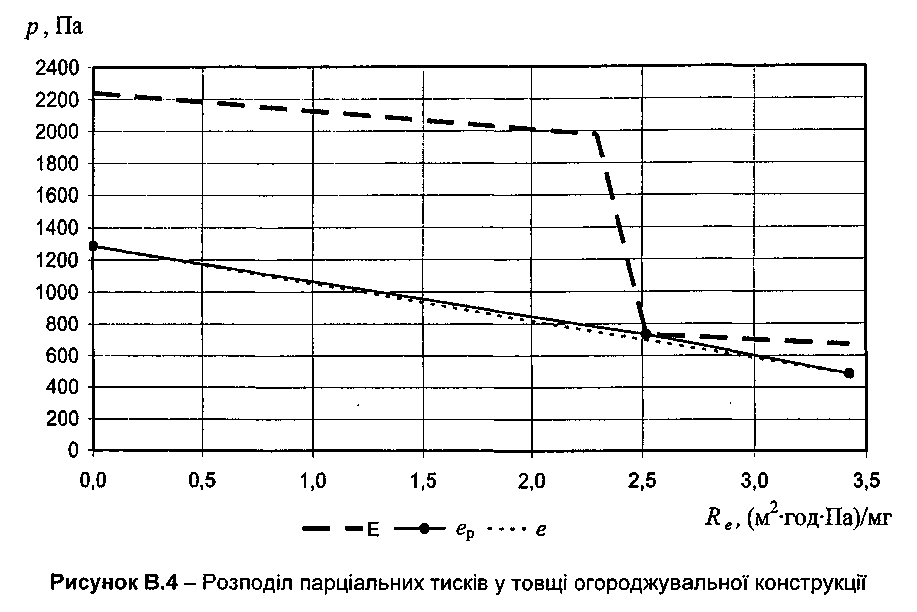 p, Па
2400
2200
2000
1800
1600
1400
1200
1000
800
600
400
200
0
0,0 0,5 1,0 1,5 2,0 2,5 3,0 3,5
R e, (м²·год·Па)/мг
E eр e
Рисунок В.4 – Розподіл парціальних тисків у товщі огороджувальної конструкції